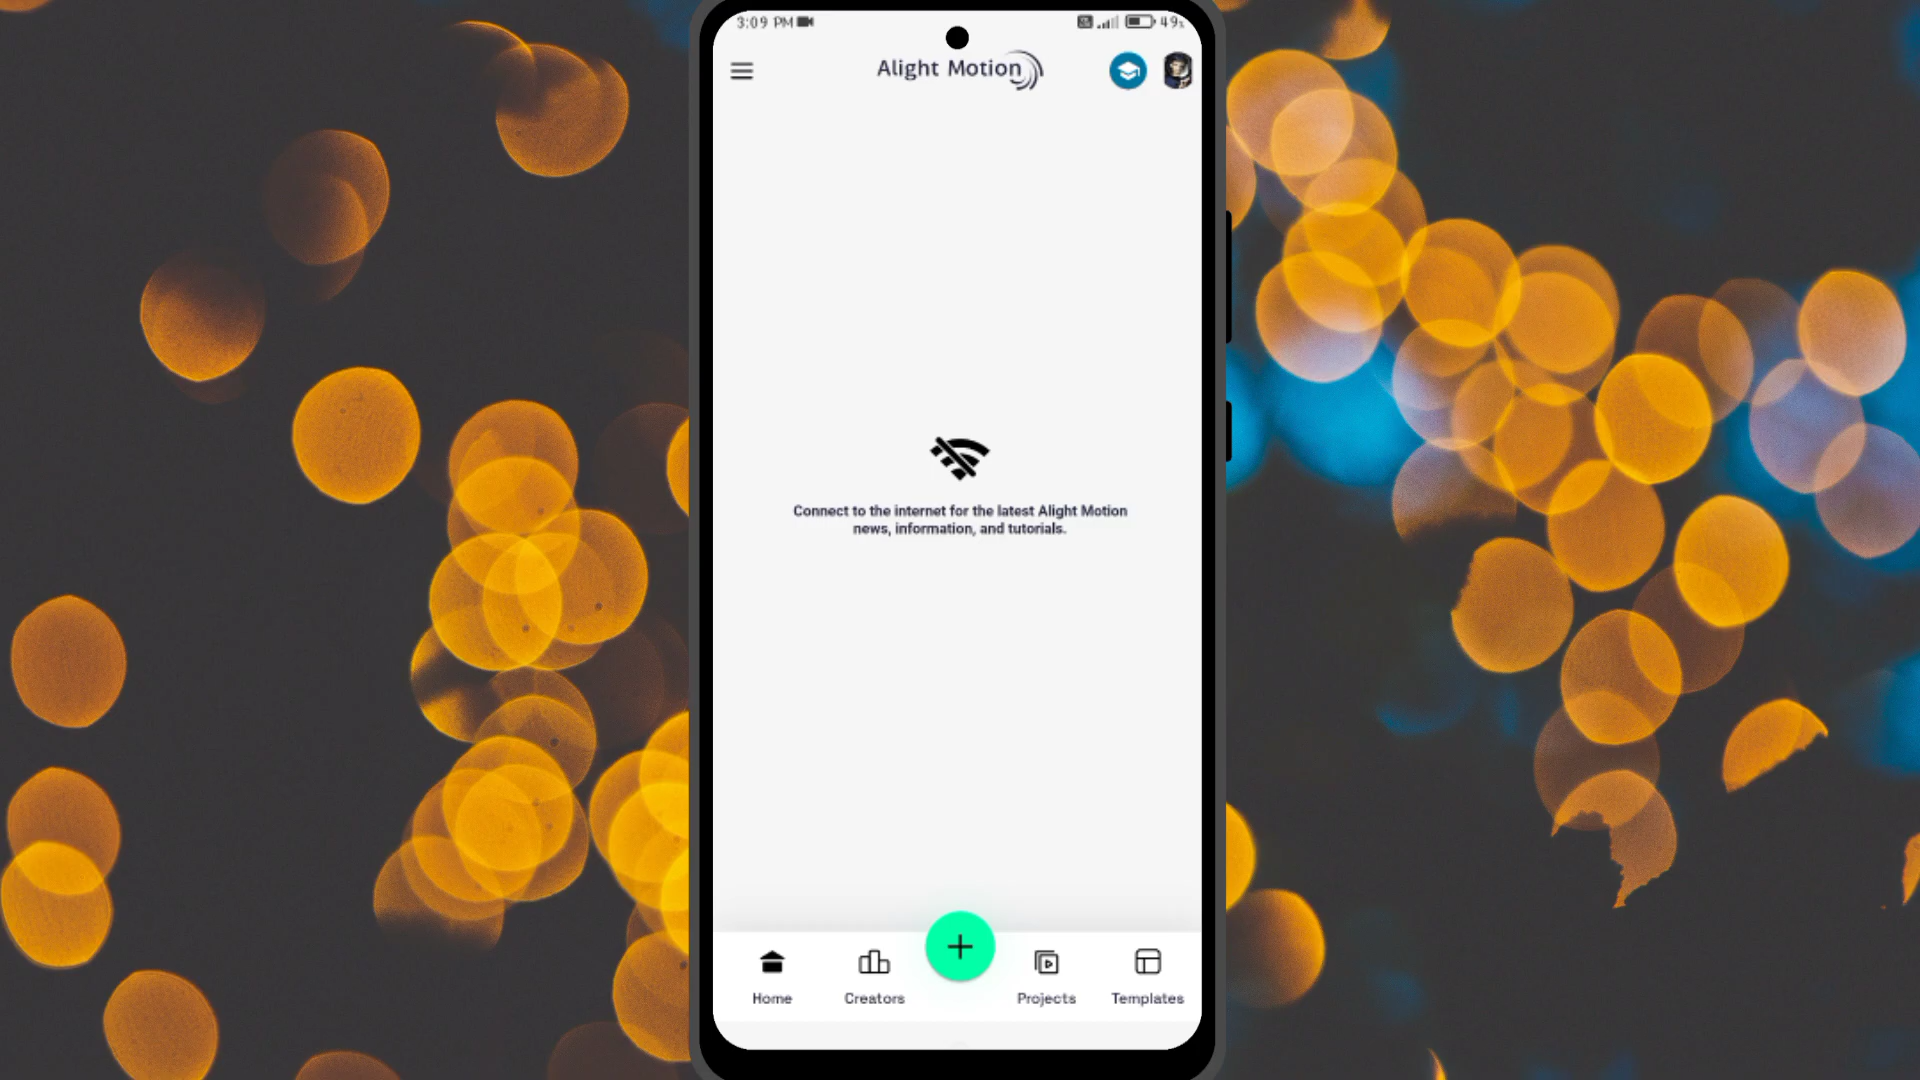 3:09 PM
49%
Alight Motion
Connect to the internet for the latest Alight Motion
news, information, and tutorials.
Home
Creators
Projects
Templates